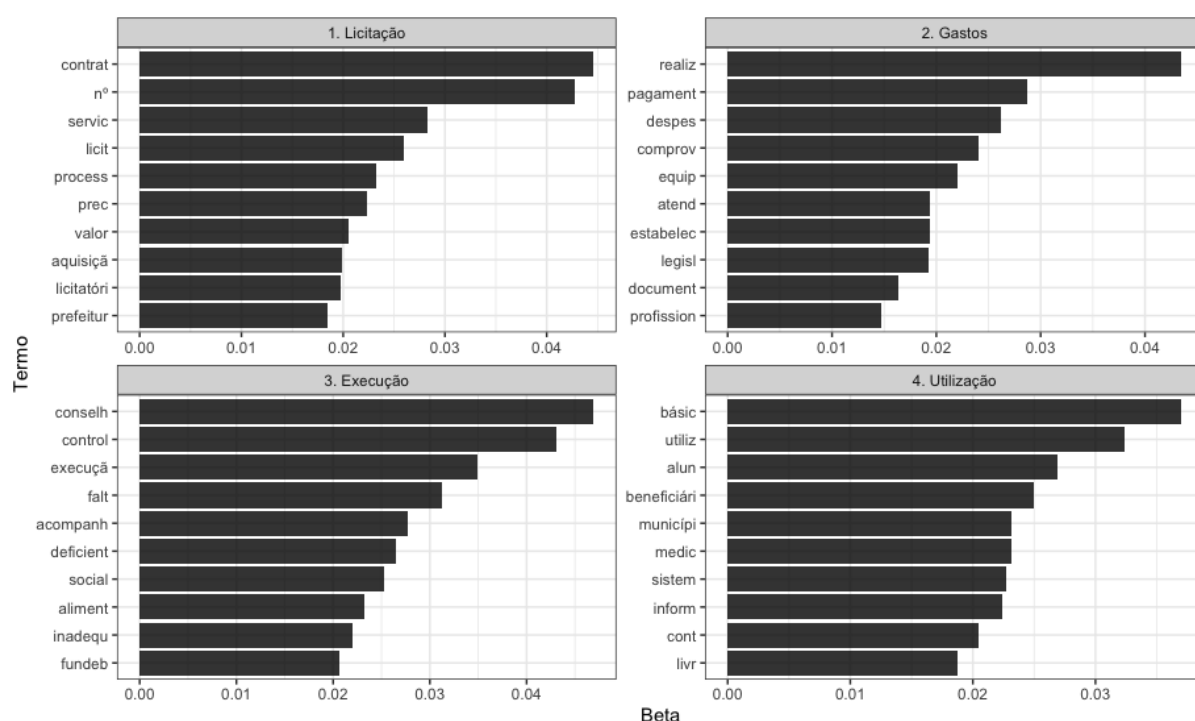 1. Licitação
contrat
nº
servic
licit
process
prec
valor
aquisiçã
licitatóri
prefeitur
0.00 0.01 0.02 0.03 0.04
2. Gastos
realiz
pagament
despes
comprov
equip
atend
estabelec
legisl
document
profission
0.00 0.01 0.02 0.03 0.04
Termo
3. Execução
conselh
control
execuçã
falt
acompanh
deficient
social
aliment
inadequ
fundeb
0.00 0.01 0.02 0.03 0.04
4. Utilização
básic
utiliz
alun
beneficiári
municípi
medic
sistem
inform
cont
livr
0.00 0.01 0.02 0.03
Beta